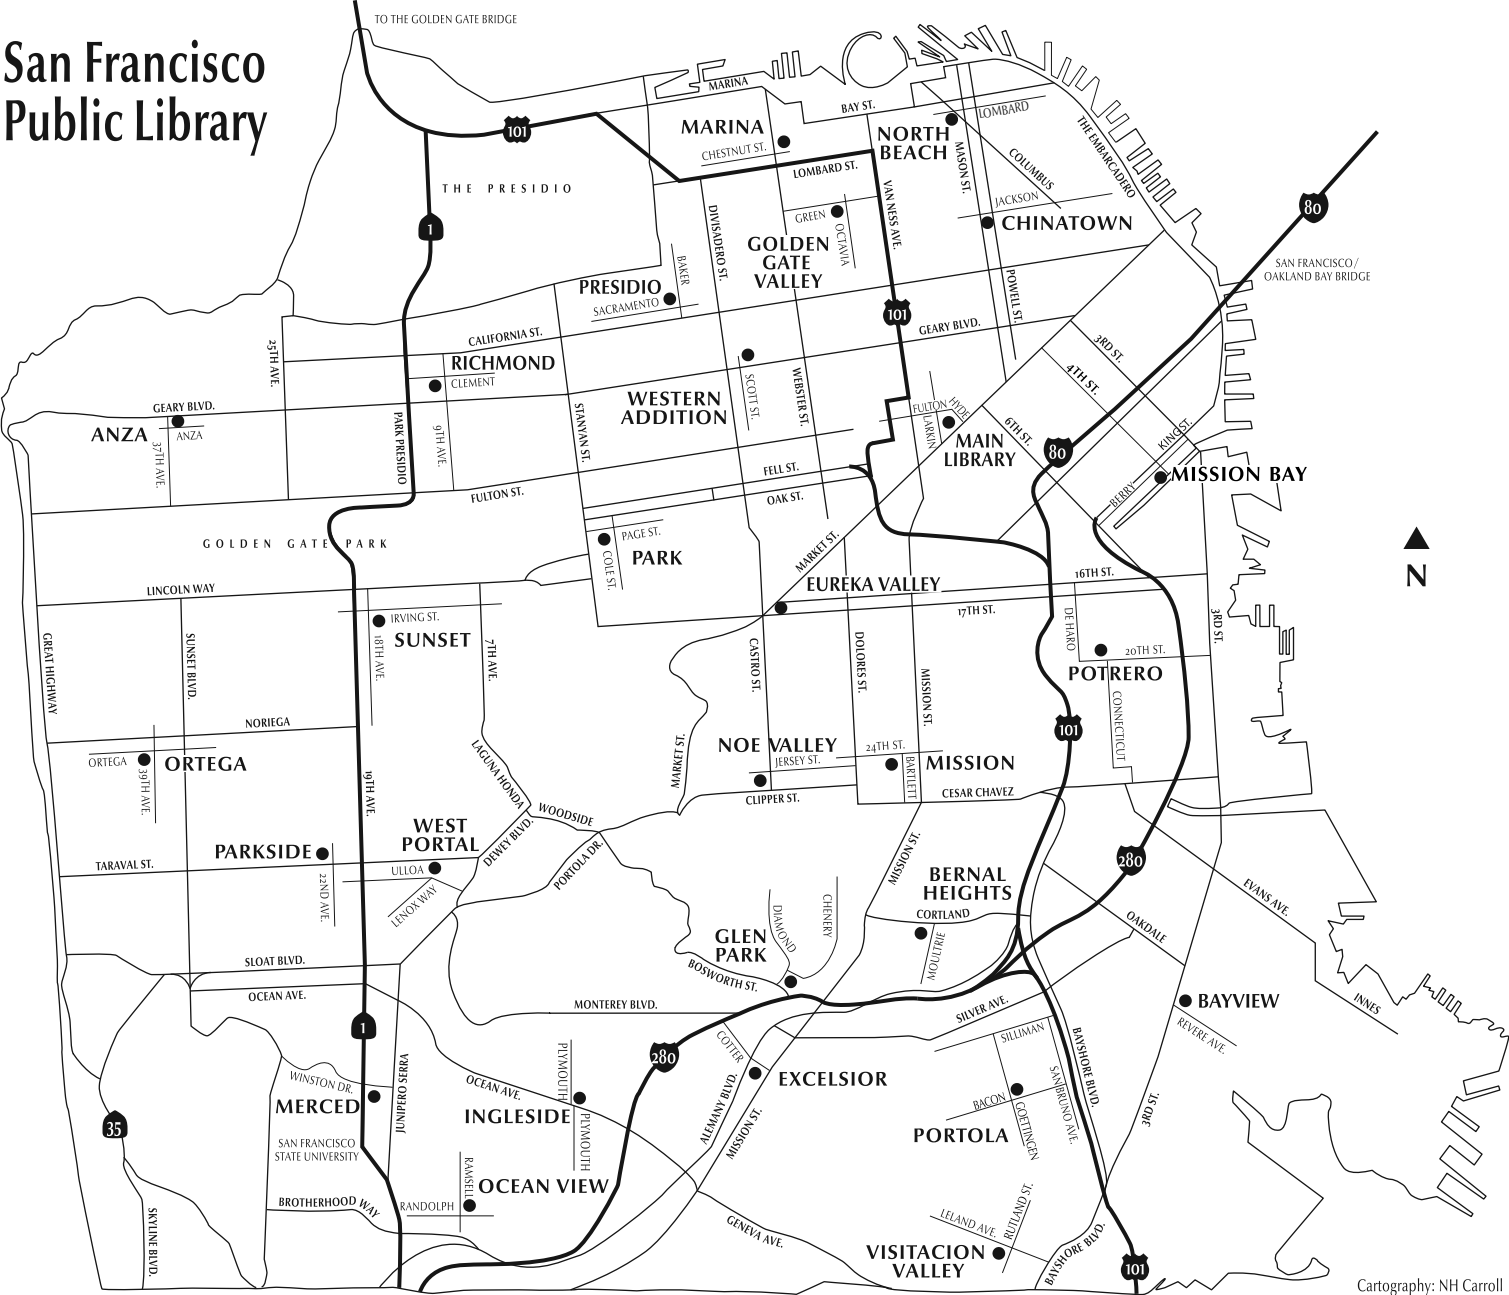 TO THE GOLDEN GATE BRIDGE
San Francisco
Public Library
MARINA
BAY ST.
101
MARINA
CHESTNUT ST.
NORTH
BEACH
LOMBARD
THE EMBARCADERO
MASON ST.
COLUMBUS
LOMBARD ST.
THE PRESIDIO
VAN NESS AVE.
JACKSON
CHINATOWN
80
1
DIVISADERO ST.
GREEN
OCTAVIA
GOLDEN
GATE
VALLEY
SAN FRANCISCO/
OAKLAND BAY BRIDGE
BAKER
PRESIDIO
SACRAMENTO
POWELL ST.
101
CALIFORNIA ST.
GEARY BLVD.
25TH AVE.
RICHMOND
CLEMENT
3RD ST.
4TH ST.
SCOTT ST.
WEBSTER ST.
WESTERN
ADDITION
GEARY BLVD.
ANZA
ANZA
37TH AVE.
PARK PRESIDIO
9TH AVE.
STANYAN ST.
FULTON
HYDE
LARKIN
MAIN
LIBRARY
6TH ST.
KING ST.
80
MISSION BAY
BERRY
FELL ST.
OAK ST.
FULTON ST.
GOLDEN GATE PARK
PAGE ST.
COLE ST.
PARK
MARKET ST.
N
LINCOLN WAY
EUREKA VALLEY
16TH ST.
17TH ST.
IRVING ST.
SUNSET
18TH AVE.
7TH AVE.
GREAT HIGHWAY
SUNSET BLVD.
CASTRO ST.
DOLORES ST.
MISSION ST.
DE HARO
20TH ST.
POTRERO
CONNECTICUT
3RD ST.
NORIEGA
101
ORTEGA
ORTEGA
39TH AVE.
19TH AVE.
LAGUNA HONDA
MARKET ST.
NOE VALLEY
JERSEY ST.
24TH ST.
BARTLETT
MISSION
CLIPPER ST.
CESAR CHAVEZ
WOODSIDE
WEST
PORTAL
DEWEY BLVD.
PORTOLA DR.
PARKSIDE
TARAVAL ST.
22ND AVE.
ULLOA
LENOX WAY
MISSION ST.
280
BERNAL
HEIGHTS
CORTLAND
MOULTRIE
EVANS AVE.
OAKDALE
DIAMOND
CHENERY
GLEN
PARK
BOSWORTH ST.
SLOAT BLVD.
OCEAN AVE.
MONTEREY BLVD.
SILVER AVE.
BAYVIEW
REVERE AVE.
INNES
1
280
COTTER
SILLIMAN
BAYSHORE BLVD.
PLYMOUTH
PLYMOUTH
JUNIPERO SERRA
WINSTON DR.
MERCED
OCEAN AVE.
INGLESIDE
ALEMANY BLVD.
MISSION ST.
EXCELSIOR
BACON
GOETTINGEN
SAN BRUNO AVE.
PORTOLA
3RD ST.
35
SAN FRANCISCO
STATE UNIVERSITY
RAMSELL
OCEAN VIEW
RANDOLPH
BROTHERHOOD WAY
SKYLINE BLVD.
GENEVA AVE.
LELAND AVE.
RUTLAND ST.
VISITACION
VALLEY
BAYSHORE BLVD.
101
Cartography: NH Carroll